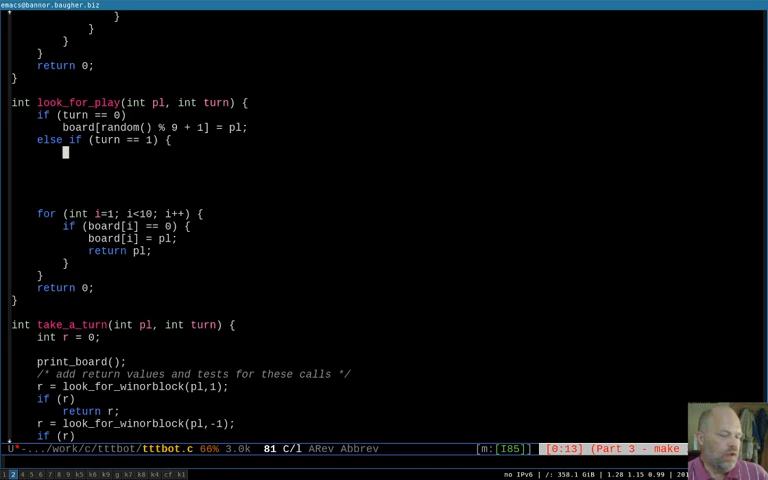 emacs@bannor.baugher.biz
}
}
}
}
return 0;
}
int look_for_play(int pl, int turn) {
if (turn == 0)
board[random() % 9 + 1] = pl;
else if (turn == 1) {
for (int i=1; i<10; i++) {
if (board[i] == 0) {
board[i] = pl;
return pl;
}
}
return 0;
}
int take_a_turn(int pl, int turn) {
int r = 0;
print_board();
/* add return values and tests for these calls */
r = look_for_winorblock(pl,1);
if (r)
return r;
r = look_for_winorblock(pl,-1);
if (r)
U*-.../work/c/tttbot/tttbot.c 66% 3.0k 81 C/l ARev Abbrev [m:[I85]] [0:13] (Part 3 - make
1 2 3 4 5 6 7 8 9 k5 k6 k9 g k7 k8 k4 cf k1 no IPv6 | /: 358.1 GiB | 1.28 1.15 0.99 | 201